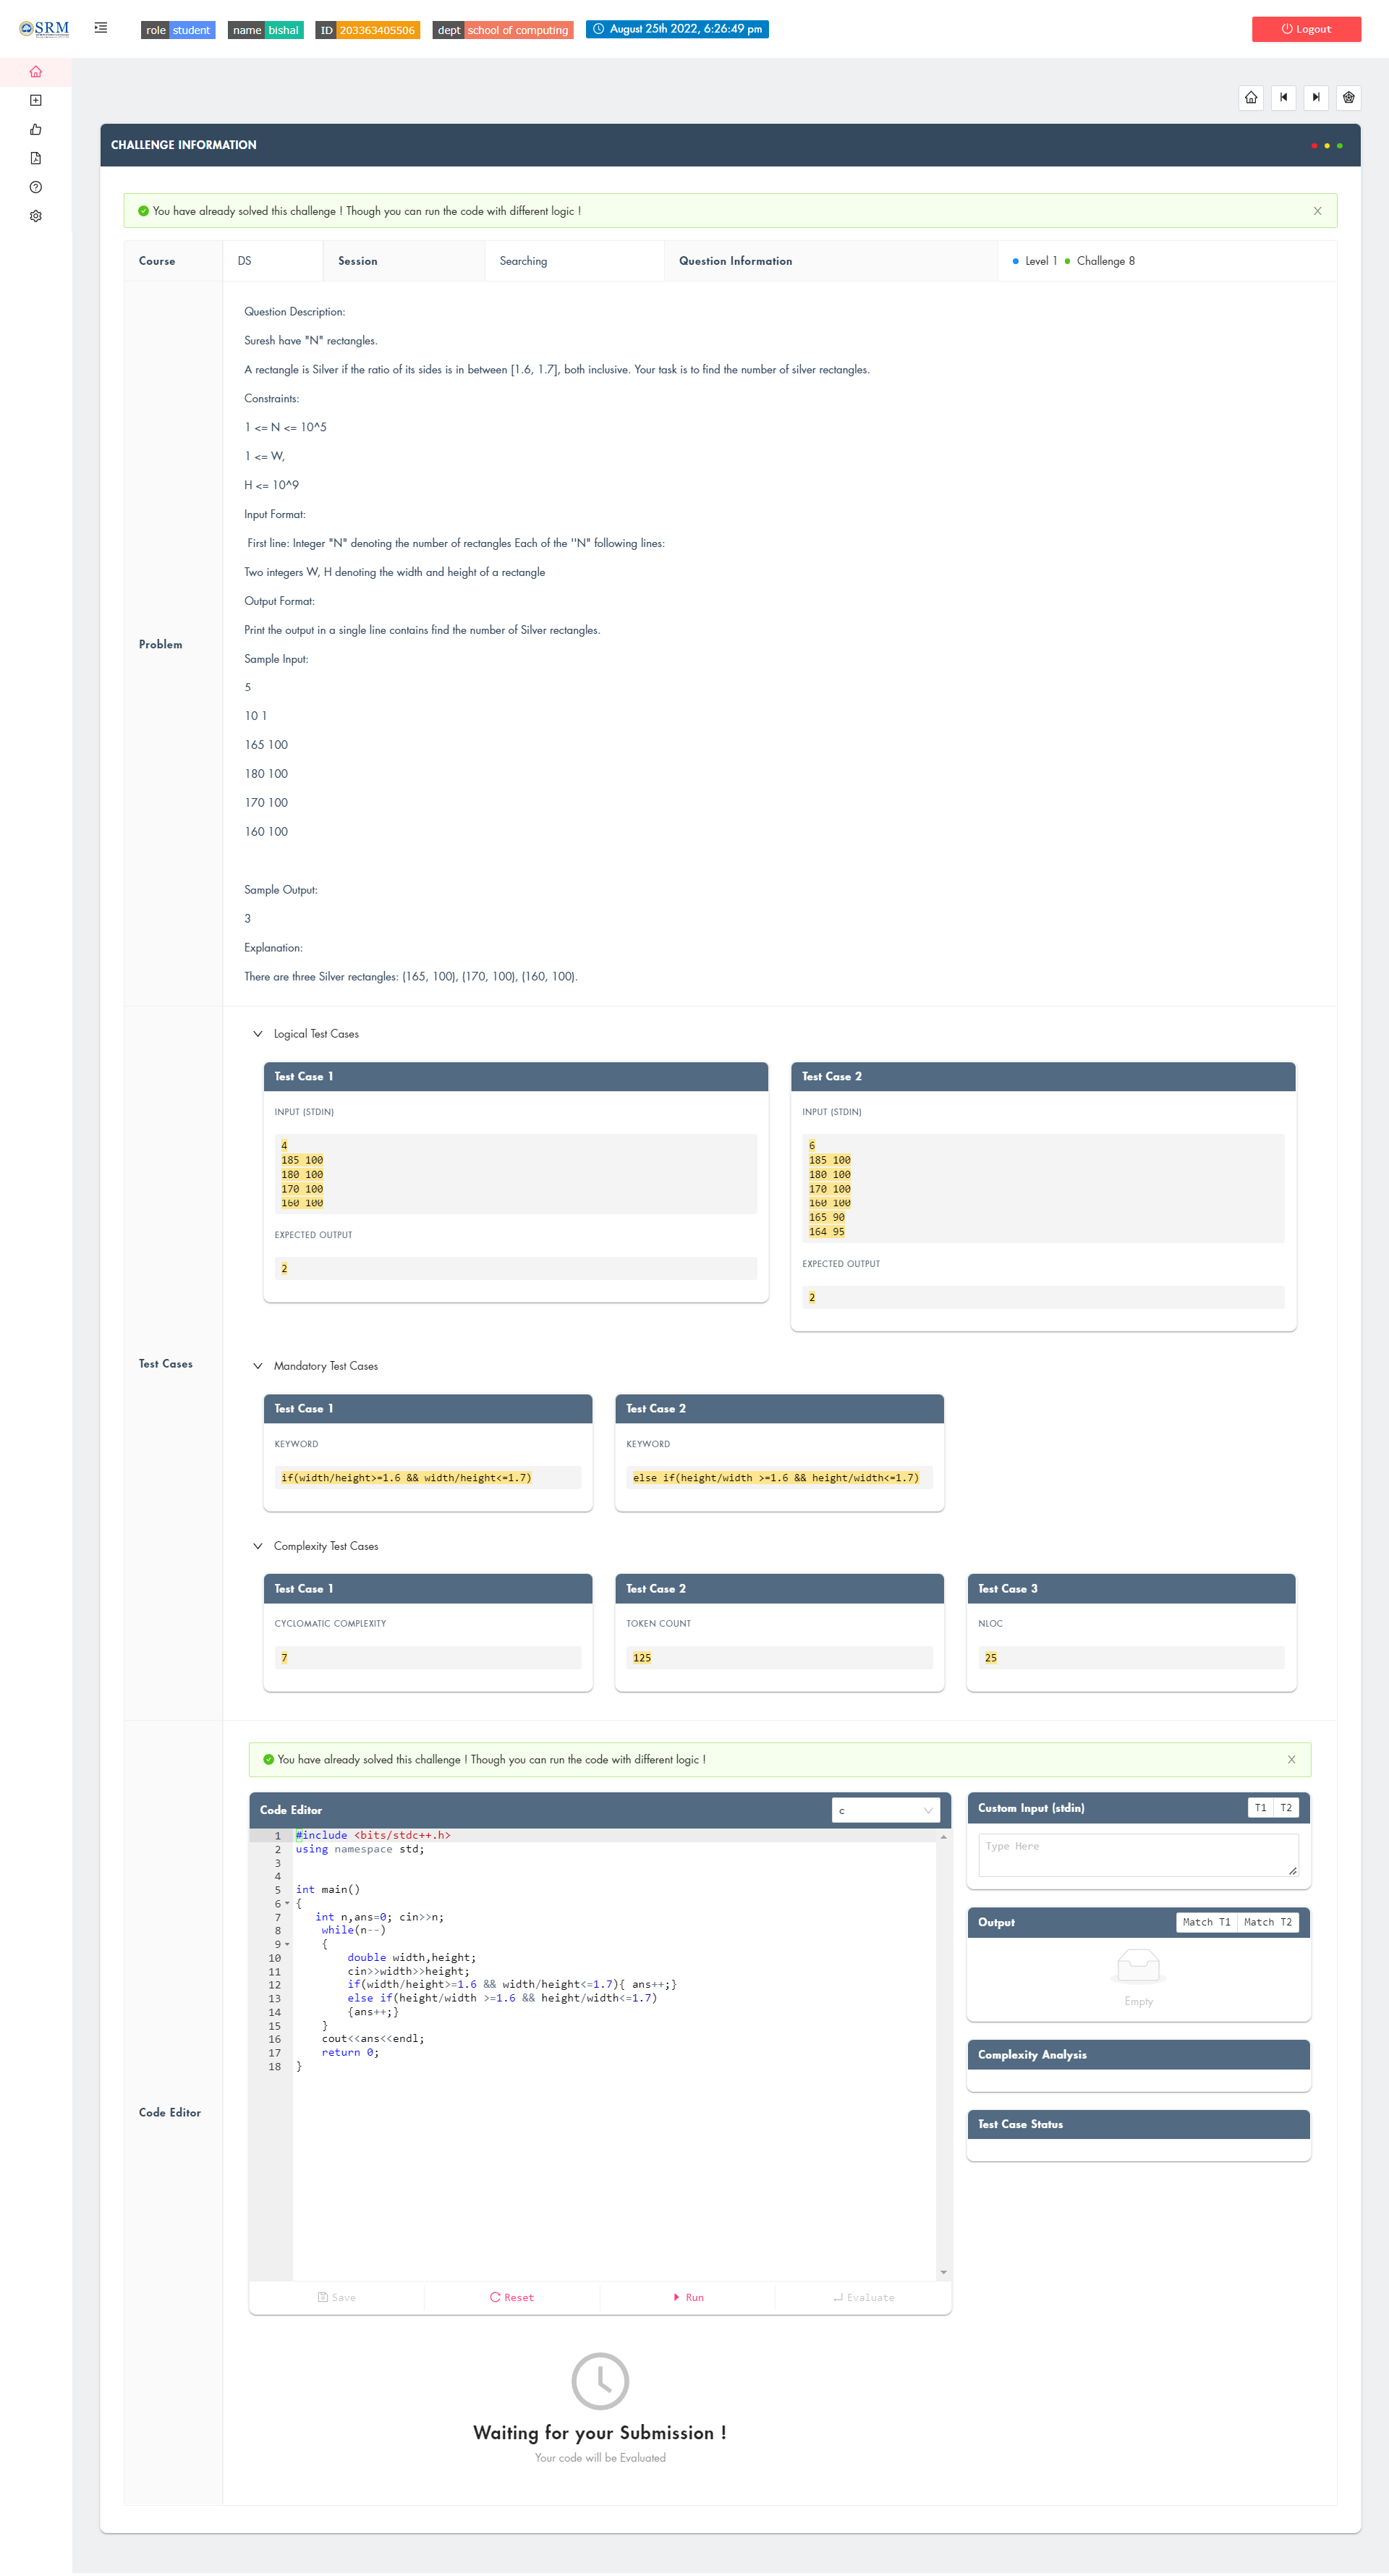 SRM
role student
name bishal
ID 203363405506
dept school of computing
August 25th 2022, 6:26:49 pm
Logout
CHALLENGE INFORMATION
You have already solved this challenge ! Though you can run the code with different logic !
Course DS Session Searching Question Information Level 1 Challenge 8
Problem
Question Description:
Suresh have "N" rectangles.
A rectangle is Silver if the ratio of its sides is in between [1.6, 1.7], both inclusive. Your task is to find the number of silver rectangles.
Constraints:
1 <= N <= 10^5
1 <= W,
H <= 10^9
Input Format:
First line: Integer "N" denoting the number of rectangles Each of the ''N" following lines:
Two integers W, H denoting the width and height of a rectangle
Output Format:
Print the output in a single line contains find the number of Silver rectangles.
Sample Input:
5
10 1
165 100
180 100
170 100
160 100
Sample Output:
3
Explanation:
There are three Silver rectangles: (165, 100), (170, 100), (160, 100).
Test Cases
Logical Test Cases
Test Case 1
INPUT (STDIN)
4
185 100
180 100
170 100
160 100
EXPECTED OUTPUT
2
Test Case 2
INPUT (STDIN)
6
185 100
180 100
170 100
160 100
165 90
164 95
EXPECTED OUTPUT
2
Mandatory Test Cases
Test Case 1
KEYWORD
if(width/height>=1.6 && width/height<=1.7)
Test Case 2
KEYWORD
else if(height/width >=1.6 && height/width<=1.7)
Complexity Test Cases
Test Case 1
CYCLOMATIC COMPLEXITY
7
Test Case 2
TOKEN COUNT
125
Test Case 3
NLOC
25
Code Editor
You have already solved this challenge ! Though you can run the code with different logic !
Code Editor c
1 #include <bits/stdc++.h>
2 using namespace std;
3
4
5 int main()
6 {
7 int n,ans=0; cin>>n;
8 while(n--)
9 {
10 double width,height;
11 cin>>width>>height;
12 if(width/height>=1.6 && width/height<=1.7){ ans++;}
13 else if(height/width >=1.6 && height/width<=1.7)
14 {ans++;}
15 }
16 cout<<ans<<endl;
17 return 0;
18 }
Save Reset Run Evaluate
Custom Input (stdin) T1 T2
Type Here
Output Match T1 Match T2
Empty
Complexity Analysis
Test Case Status
Waiting for your Submission !
Your code will be Evaluated